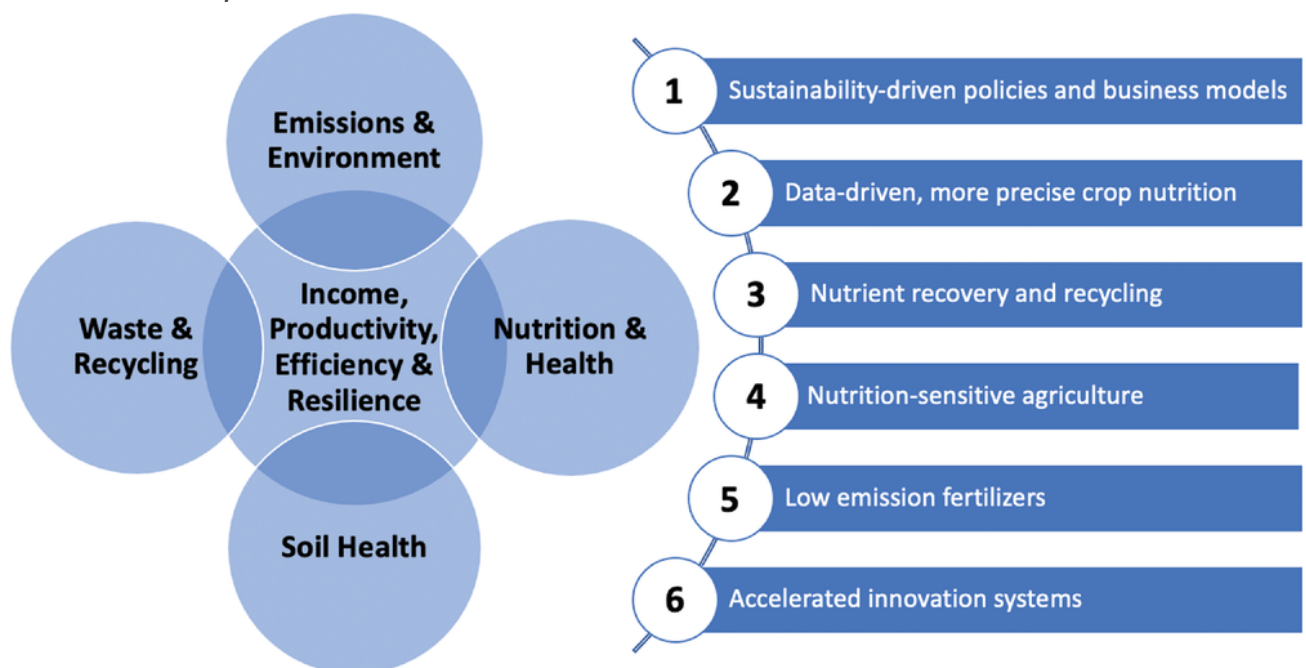 Emissions &
Environment
Waste &
Recycling
Income,
Productivity,
Efficiency &
Resilience
Nutrition &
Health
Soil Health
1 Sustainability-driven policies and business models
2 Data-driven, more precise crop nutrition
3 Nutrient recovery and recycling
4 Nutrition-sensitive agriculture
5 Low emission fertilizers
6 Accelerated innovation systems